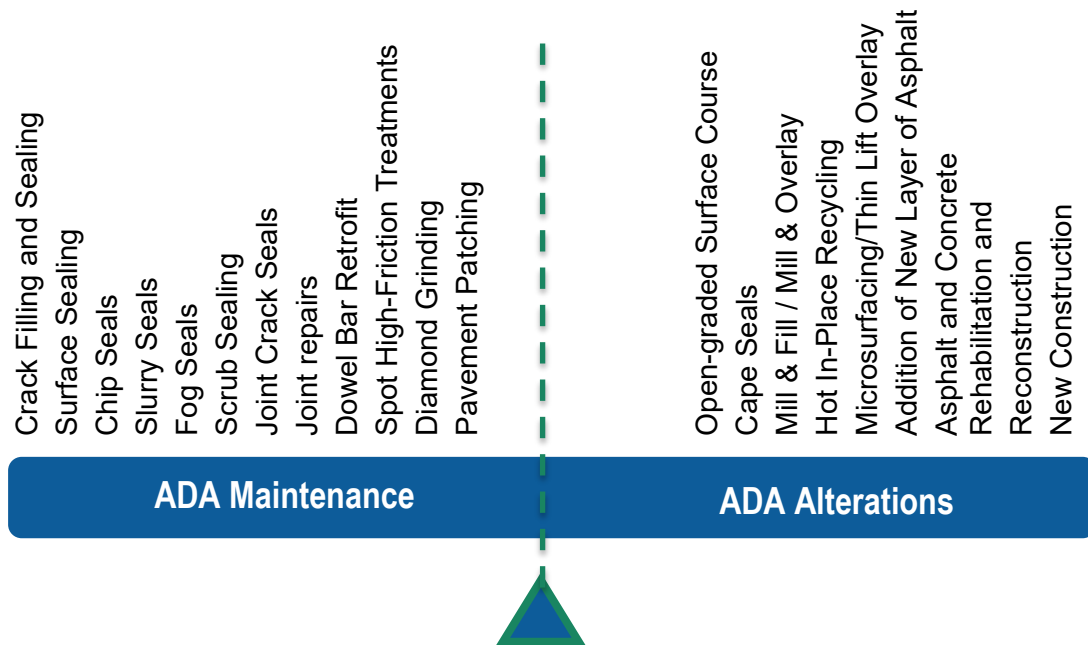 Crack Filling and Sealing
Surface Sealing
Chip Seals
Slurry Seals
Fog Seals
Scrub Sealing
Joint Crack Seals
Joint repairs
Dowel Bar Retrofit
Spot High-Friction Treatments
Diamond Grinding
Pavement Patching
Open-graded Surface Course
Cape Seals
Mill & Fill / Mill & Overlay
Hot In-Place Recycling
Microsurfacing/Thin Lift Overlay
Addition of New Layer of Asphalt
Asphalt and Concrete
Rehabilitation and
Reconstruction
New Construction
ADA Maintenance
ADA Alterations